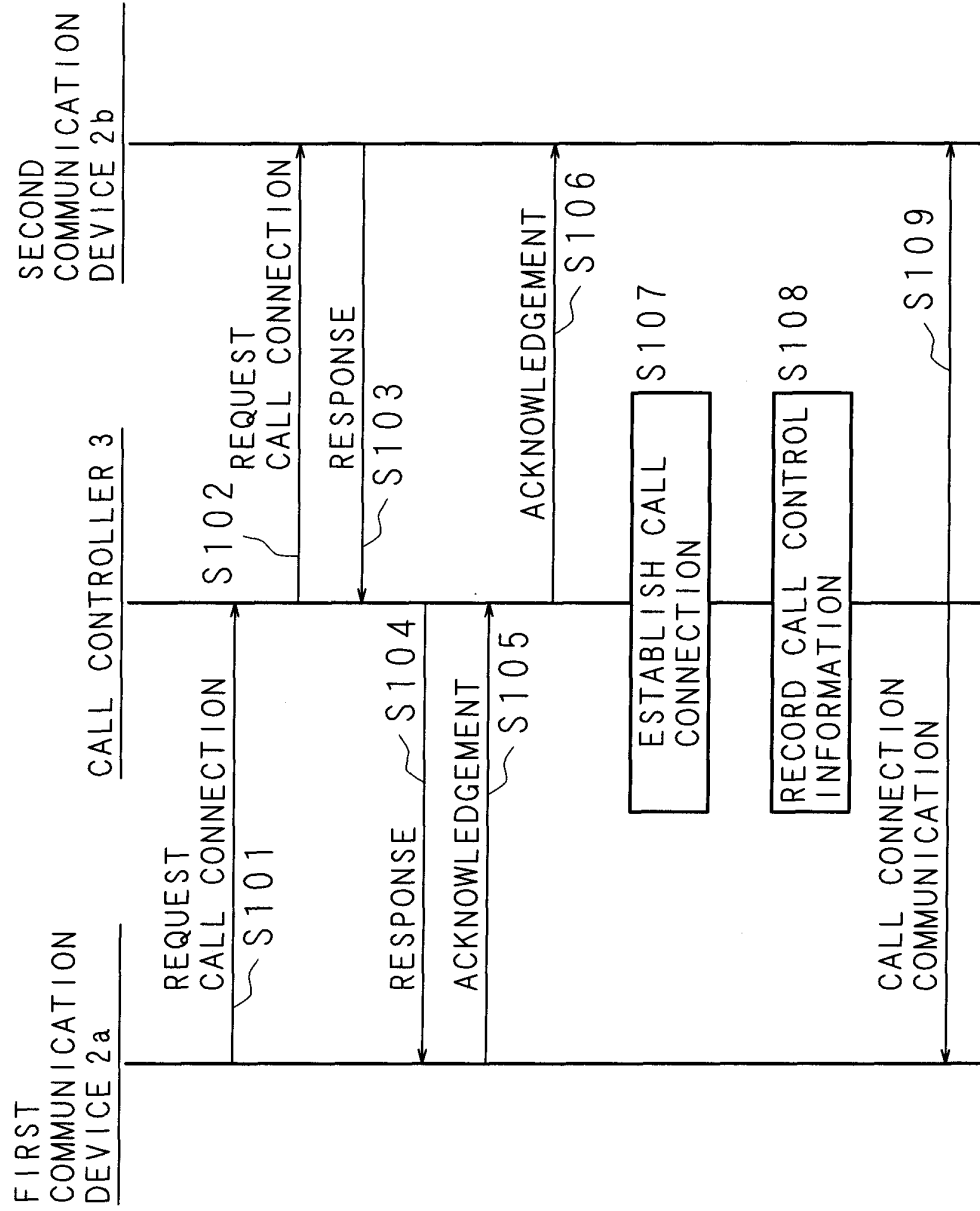 FIRST
COMMUNICATION
DEVICE 2a
CALL CONTROLLER 3
SECOND
COMMUNICATION
DEVICE 2b
REQUEST
CALL CONNECTION
S101
S102
REQUEST
CALL CONNECTION
RESPONSE
S103
RESPONSE
S104
ACKNOWLEDGEMENT
S105
ACKNOWLEDGEMENT
S106
ESTABLISH CALL
CONNECTION
S107
RECORD CALL CONTROL
INFORMATION
S108
CALL CONNECTION
COMMUNICATION
S109